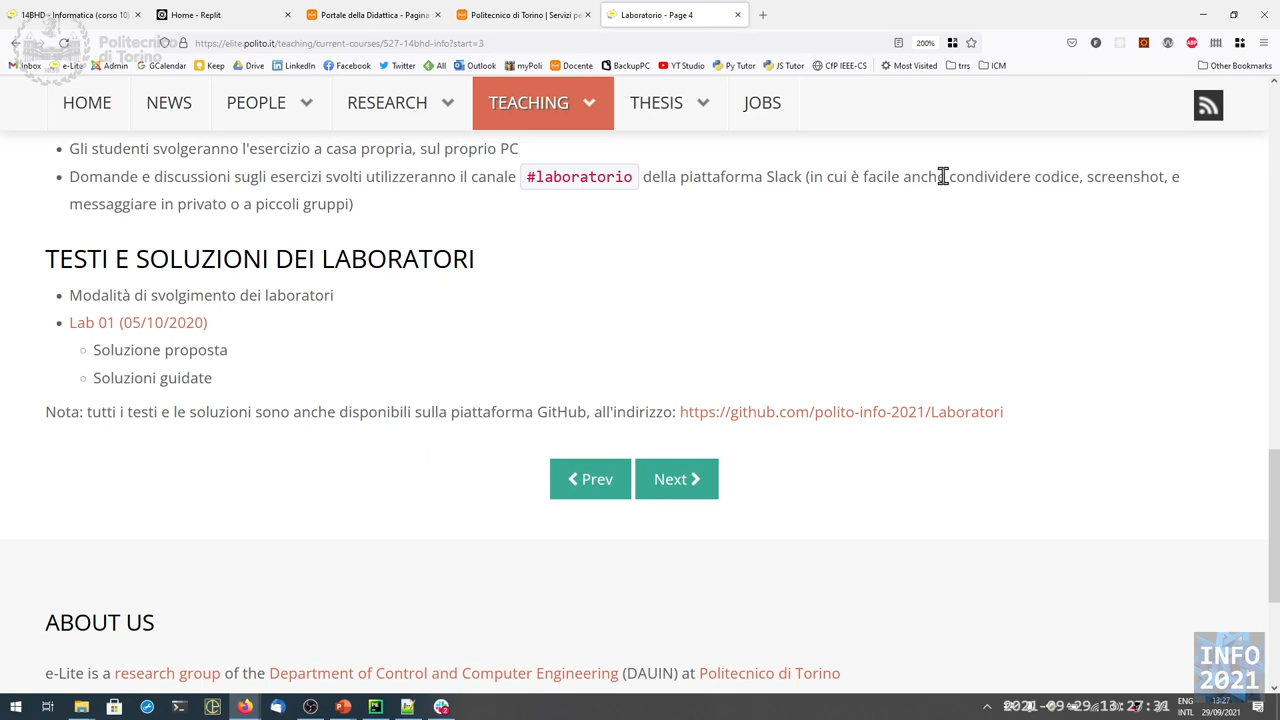 14BHD - Informatica (corso 10)
Home - Replit
Portale della Didattica - Pagina
Politecnico di Torino | Servizi pe
Laboratorio - Page 4
Politecnico
di Torino
https://elite.polito.it/teaching/current-courses/527-14bhd-info?start=3
200%
Inbox
e-Lite
Admin
GCalendar
Keep
Drive
LinkedIn
Facebook
Twitter
All
Outlook
myPoli
Docente
BackupPC
YT Studio
Py Tutor
JS Tutor
CfP IEEE-CS
Most Visited
trrs
ICM
Other Bookmarks
HOME
NEWS
PEOPLE
RESEARCH
TEACHING
THESIS
JOBS
Gli studenti svolgeranno l'esercizio a casa propria, sul proprio PC
Domande e discussioni sugli esercizi svolti utilizzeranno il canale #laboratorio della piattaforma Slack (in cui è facile anche condividere codice, screenshot, e
messaggiare in privato o a piccoli gruppi)
TESTI E SOLUZIONI DEI LABORATORI
Modalità di svolgimento dei laboratori
Lab 01 (05/10/2020)
Soluzione proposta
Soluzioni guidate
Nota: tutti i testi e le soluzioni sono anche disponibili sulla piattaforma GitHub, all'indirizzo: https://github.com/polito-info-2021/Laboratori
Prev
Next
ABOUT US
e-Lite is a research group of the Department of Control and Computer Engineering (DAUIN) at Politecnico di Torino
INFO
2021
ENG
INTL
13:27
29/09/2021